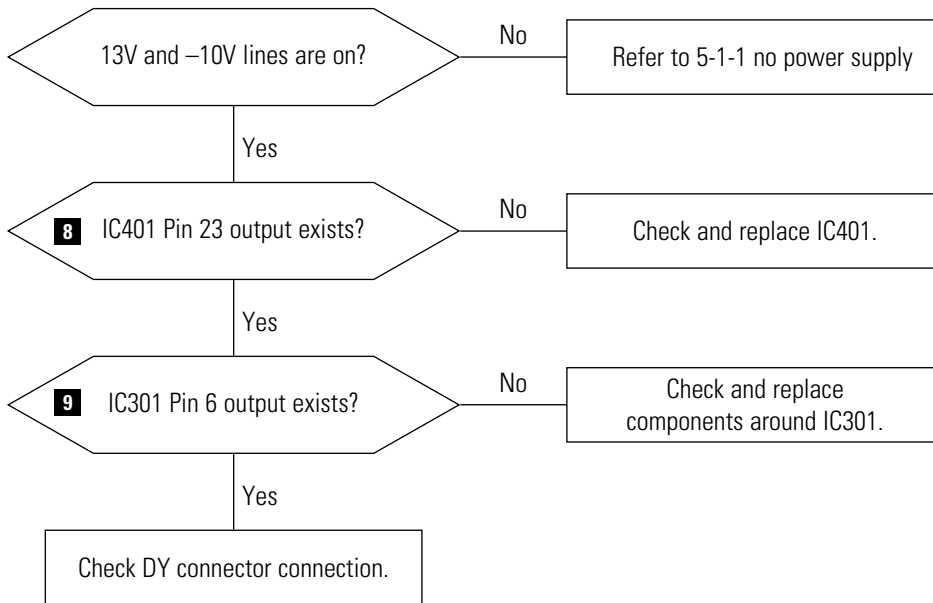 13V and –10V lines are on?
No
Refer to 5-1-1 no power supply
Yes
8 IC401 Pin 23 output exists?
No
Check and replace IC401.
Yes
9 IC301 Pin 6 output exists?
No
Check and replace
components around IC301.
Yes
Check DY connector connection.